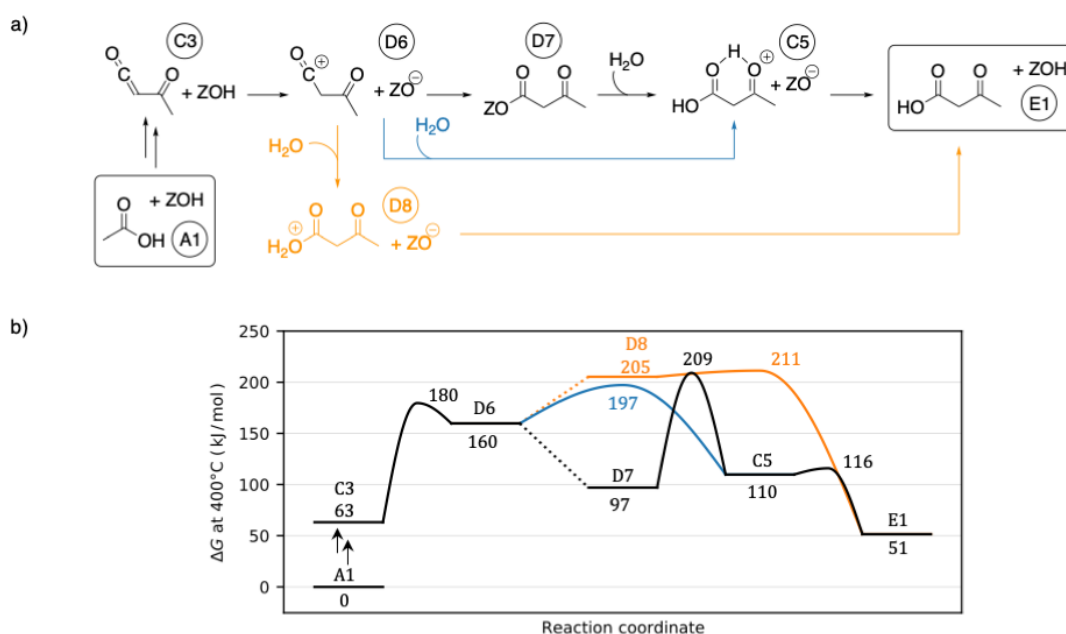 a)
C3
D6
D7
C5
O
O
+ ZOH
O
O
+ ZO⊖
O
O
ZO
H₂O
O
H
O
HO
+ ZO⊖
O
O
HO
+ ZOH
E1
H₂O
H₂O
O
OH
+ ZOH
A1
O
O
H₂O
D8
+ ZO⊖
b)
ΔG at 400°C (kJ/mol)
250
200
150
100
50
0
C3
63
A1
0
180
D6
160
D8
205
197
D7
97
209
211
C5
110
116
E1
51
Reaction coordinate